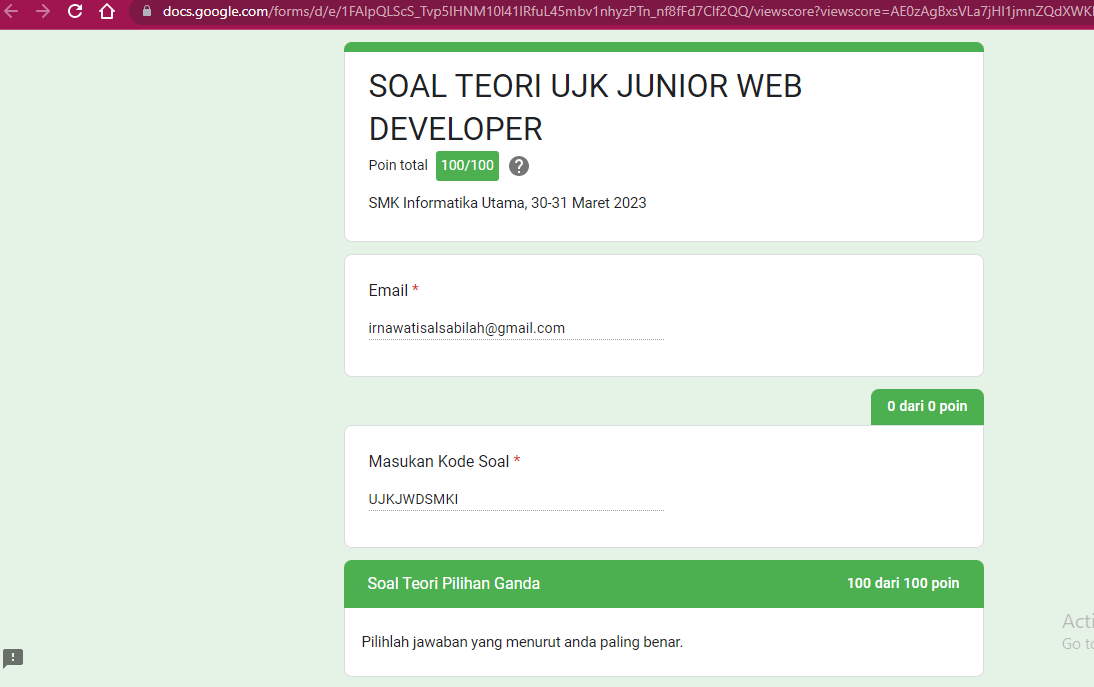 docs.google.com/forms/d/e/1FAIpQLScS_Tvp5IHNM10I41IRfuL45mbv1nhyzPTn_nf8fFd7CIf2QQ/viewscore?viewscore=AE0zAgBxsVLa7jHI1jmnZQdXWK
SOAL TEORI UJK JUNIOR WEB
DEVELOPER
Poin total 100/100 ?
SMK Informatika Utama, 30-31 Maret 2023
Email *
irnawatisalsabilah@gmail.com
0 dari 0 poin
Masukan Kode Soal *
UJKJWDSMKI
Soal Teori Pilihan Ganda 100 dari 100 poin
Pilihlah jawaban yang menurut anda paling benar.
Acti
Go to